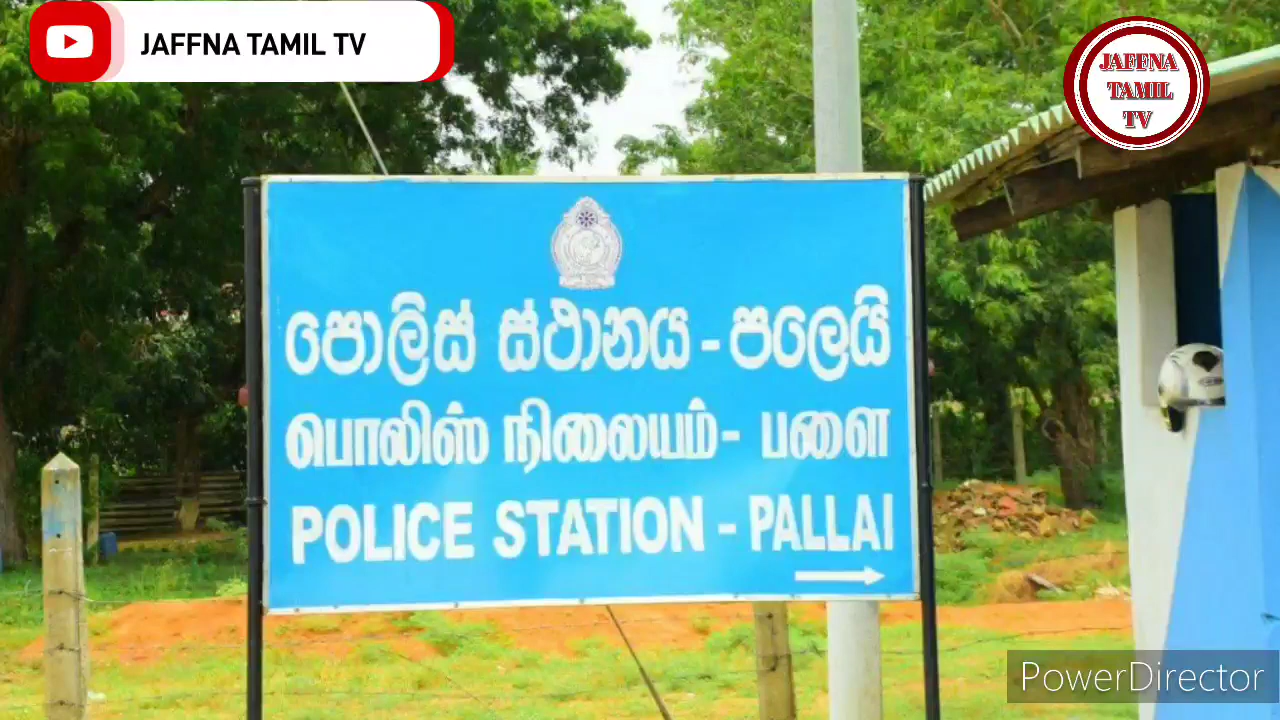 JAFFNA TAMIL TV
JAFFNA
TAMIL
TV
පොලිස් ස්ථානය - පලෙයි
பொலிஸ் நிலையம் - பளை
POLICE STATION - PALLAI
PowerDirector